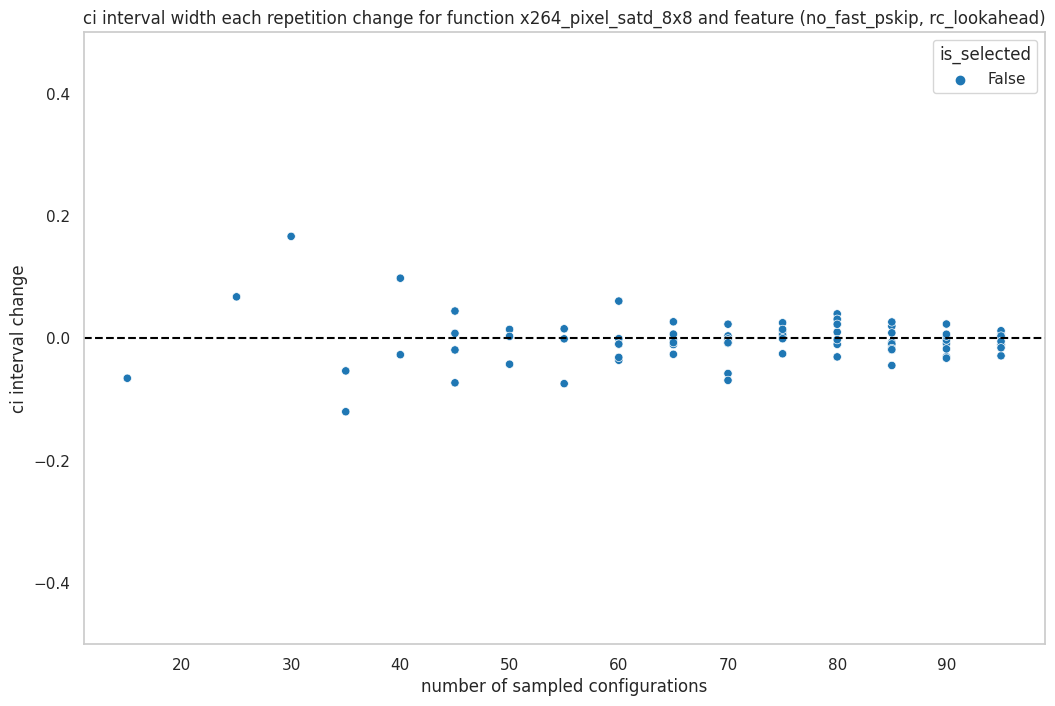 ci interval width each repetition change for function x264_pixel_satd_8x8 and feature (no_fast_pskip, rc_lookahead)
is_selected
False
ci interval change
0.4
0.2
0.0
−0.2
−0.4
20 30 40 50 60 70 80 90
number of sampled configurations